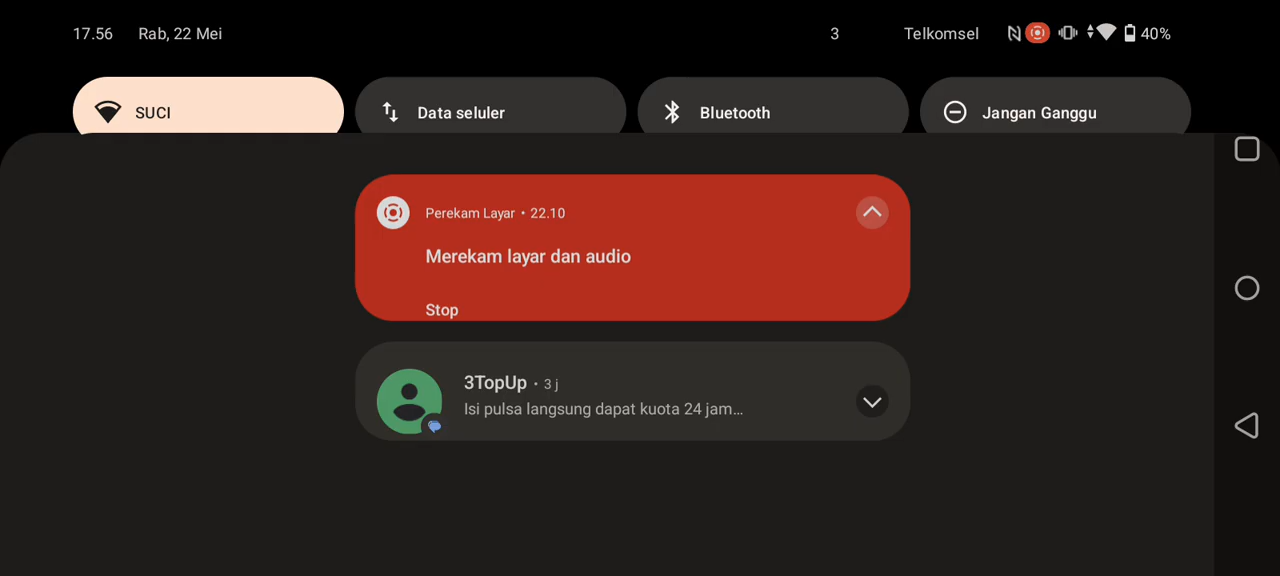 17.56 Rab, 22 Mei 3 Telkomsel 40%
SUCI Data seluler Bluetooth Jangan Ganggu
Perekam Layar • 22.10
Merekam layar dan audio
Stop
3TopUp • 3 j
Isi pulsa langsung dapat kuota 24 jam...